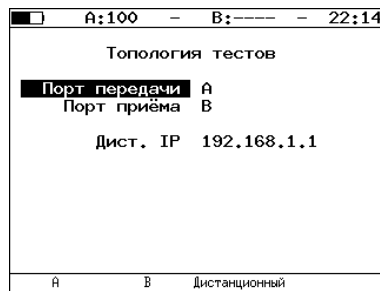 A:100 – B:---- – 22:14
Топология тестов
Порт передачи A
Порт приёма B
Дист. IP 192.168.1.1
A B Дистанционный